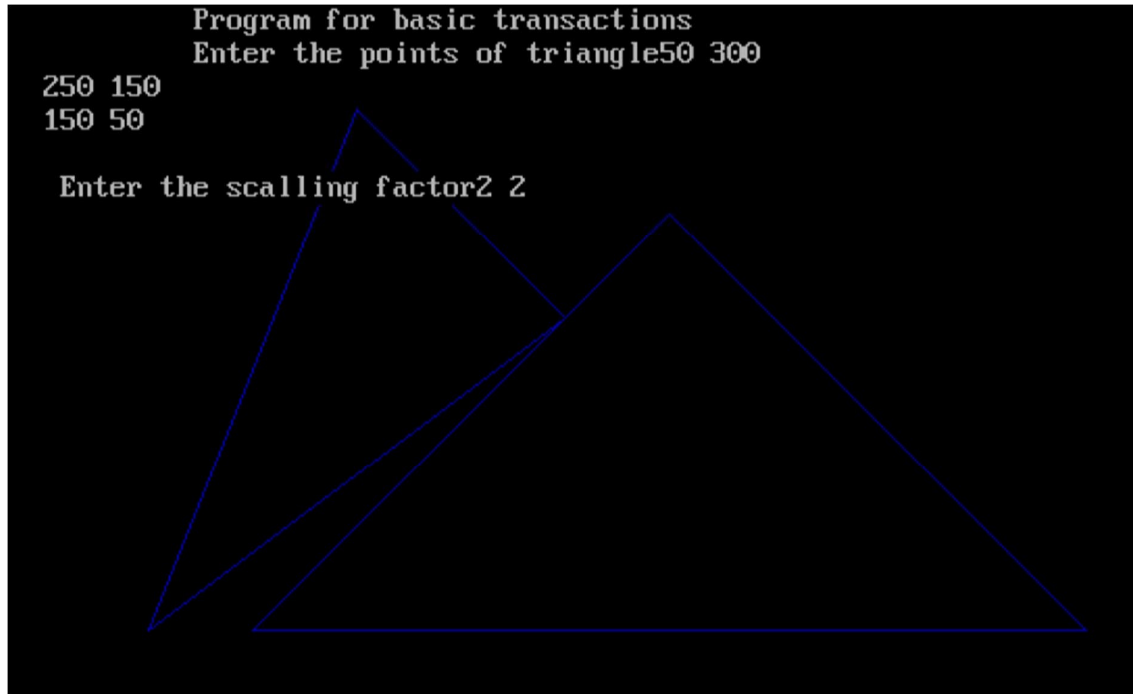 Program for basic transactions
Enter the points of triangle50 300
250 150
150 50
Enter the scalling factor2 2